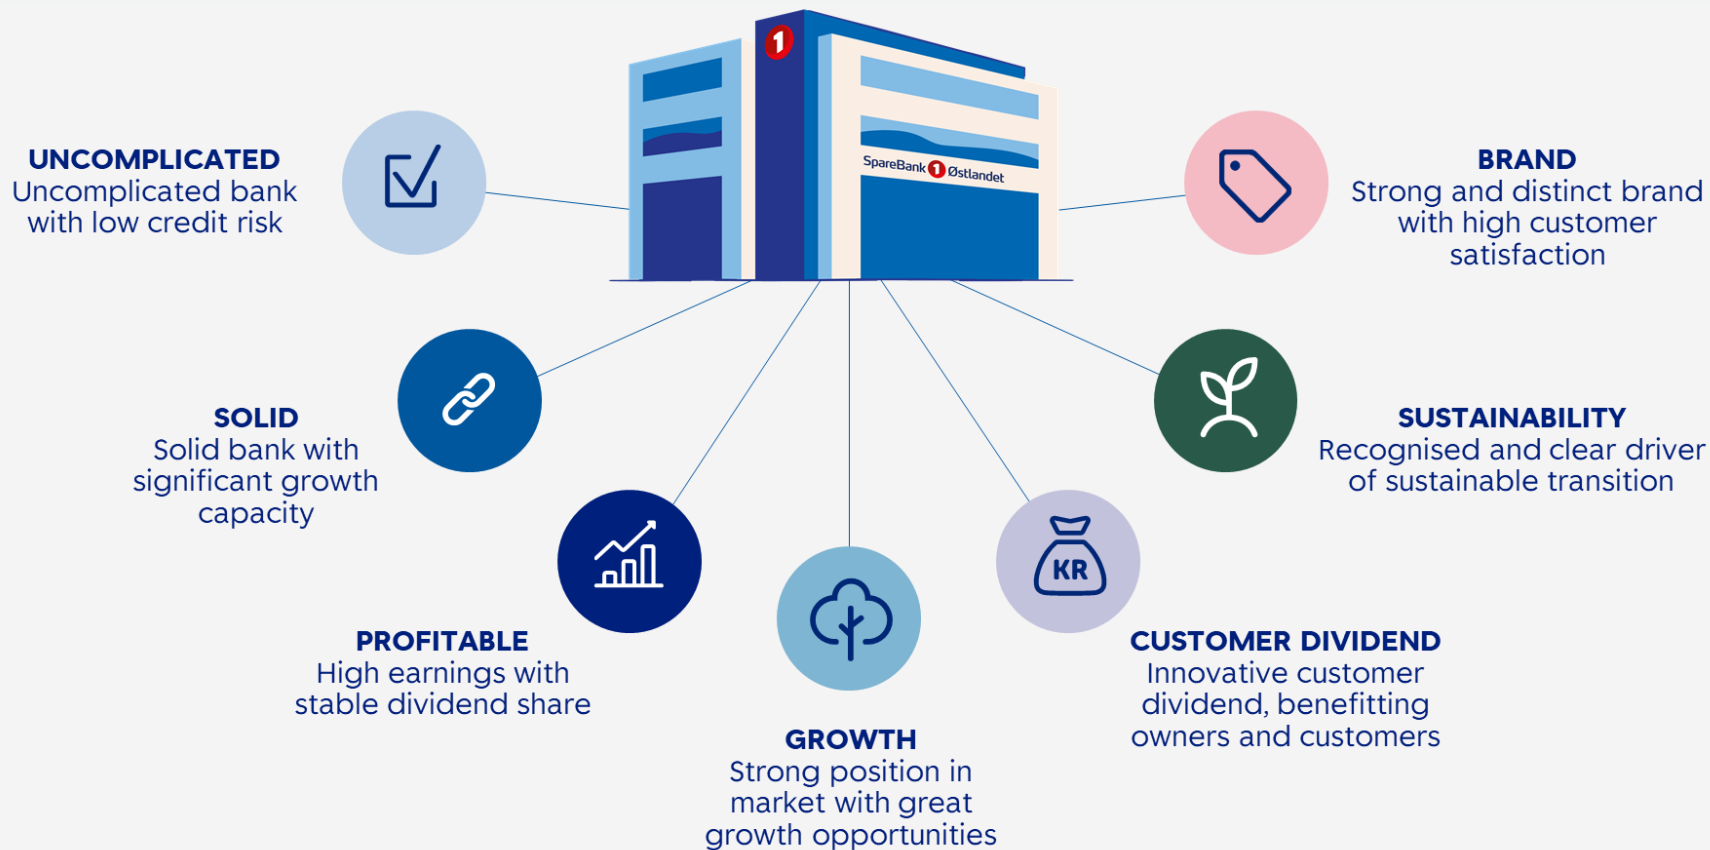 1
SpareBank 1 Østlandet
UNCOMPLICATED
Uncomplicated bank
with low credit risk
BRAND
Strong and distinct brand
with high customer
satisfaction
SOLID
Solid bank with
significant growth
capacity
SUSTAINABILITY
Recognised and clear driver
of sustainable transition
PROFITABLE
High earnings with
stable dividend share
KR
CUSTOMER DIVIDEND
Innovative customer
dividend, benefitting
owners and customers
GROWTH
Strong position in
market with great
growth opportunities